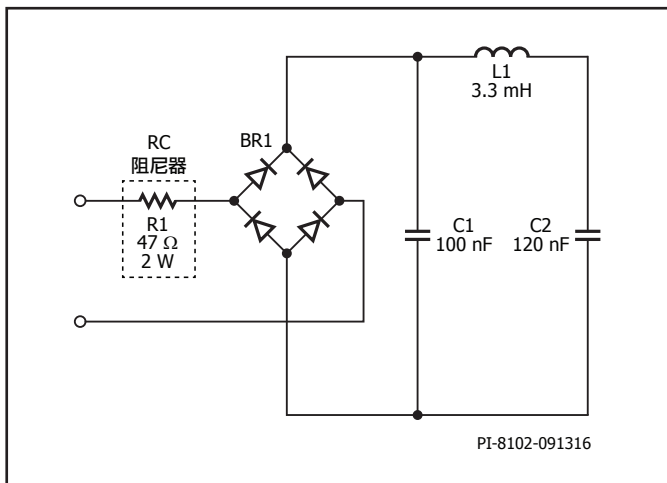 L1
3.3 mH
RC
阻尼器
BR1
R1
47 Ω
2 W
C1
100 nF
C2
120 nF
PI-8102-091316